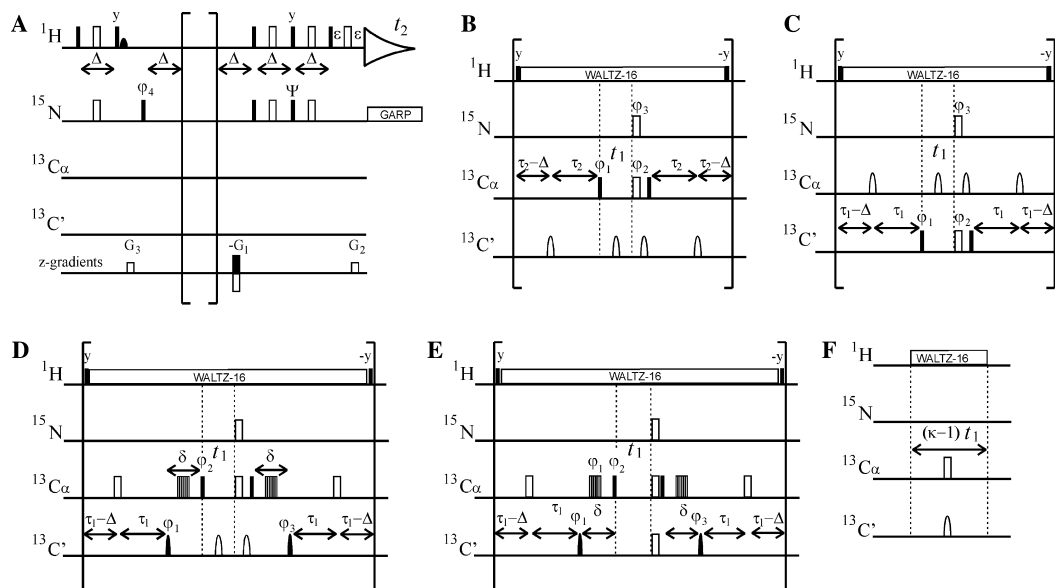 A
¹H
y
y
ε ε
t₂
Δ Δ Δ Δ Δ
¹⁵N
φ₄
Ψ
GARP
¹³Cα
¹³C'
z-gradients
G₃
-G₁
G₂
B
y
-y
¹H
WALTZ-16
¹⁵N
φ₃
t₁
¹³Cα
τ₂−Δ τ₂ φ₁ φ₂ τ₂ τ₂−Δ
¹³C'
C
y
-y
¹H
WALTZ-16
¹⁵N
φ₃
t₁
¹³Cα
τ₁−Δ τ₁ φ₁ φ₂ τ₁ τ₁−Δ
¹³C'
D
y
-y
¹H
WALTZ-16
¹⁵N
t₁
δ φ₂ δ
¹³Cα
τ₁−Δ τ₁ φ₁ φ₃ τ₁ τ₁−Δ
¹³C'
E
y
-y
¹H
WALTZ-16
¹⁵N
t₁
φ₁ φ₂
¹³Cα
τ₁−Δ τ₁ φ₁ δ δ φ₃ τ₁ τ₁−Δ
¹³C'
F
¹H
WALTZ-16
¹⁵N
(κ−1) t₁
¹³Cα
¹³C'